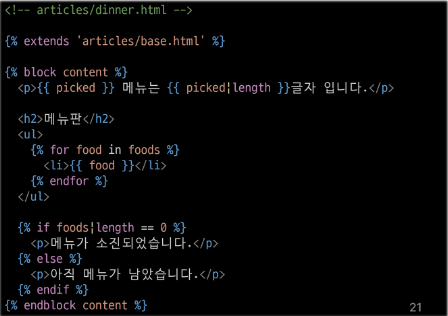 <!-- articles/dinner.html -->
{% extends 'articles/base.html' %}
{% block content %}
<p>{{ picked }} 메뉴는 {{ picked|length }}글자 입니다.</p>
<h2>메뉴판</h2>
<ul>
{% for food in foods %}
<li>{{ food }}</li>
{% endfor %}
</ul>
{% if foods|length == 0 %}
<p>메뉴가 소진되었습니다.</p>
{% else %}
<p>아직 메뉴가 남았습니다.</p>
{% endif %}
{% endblock content %}
21